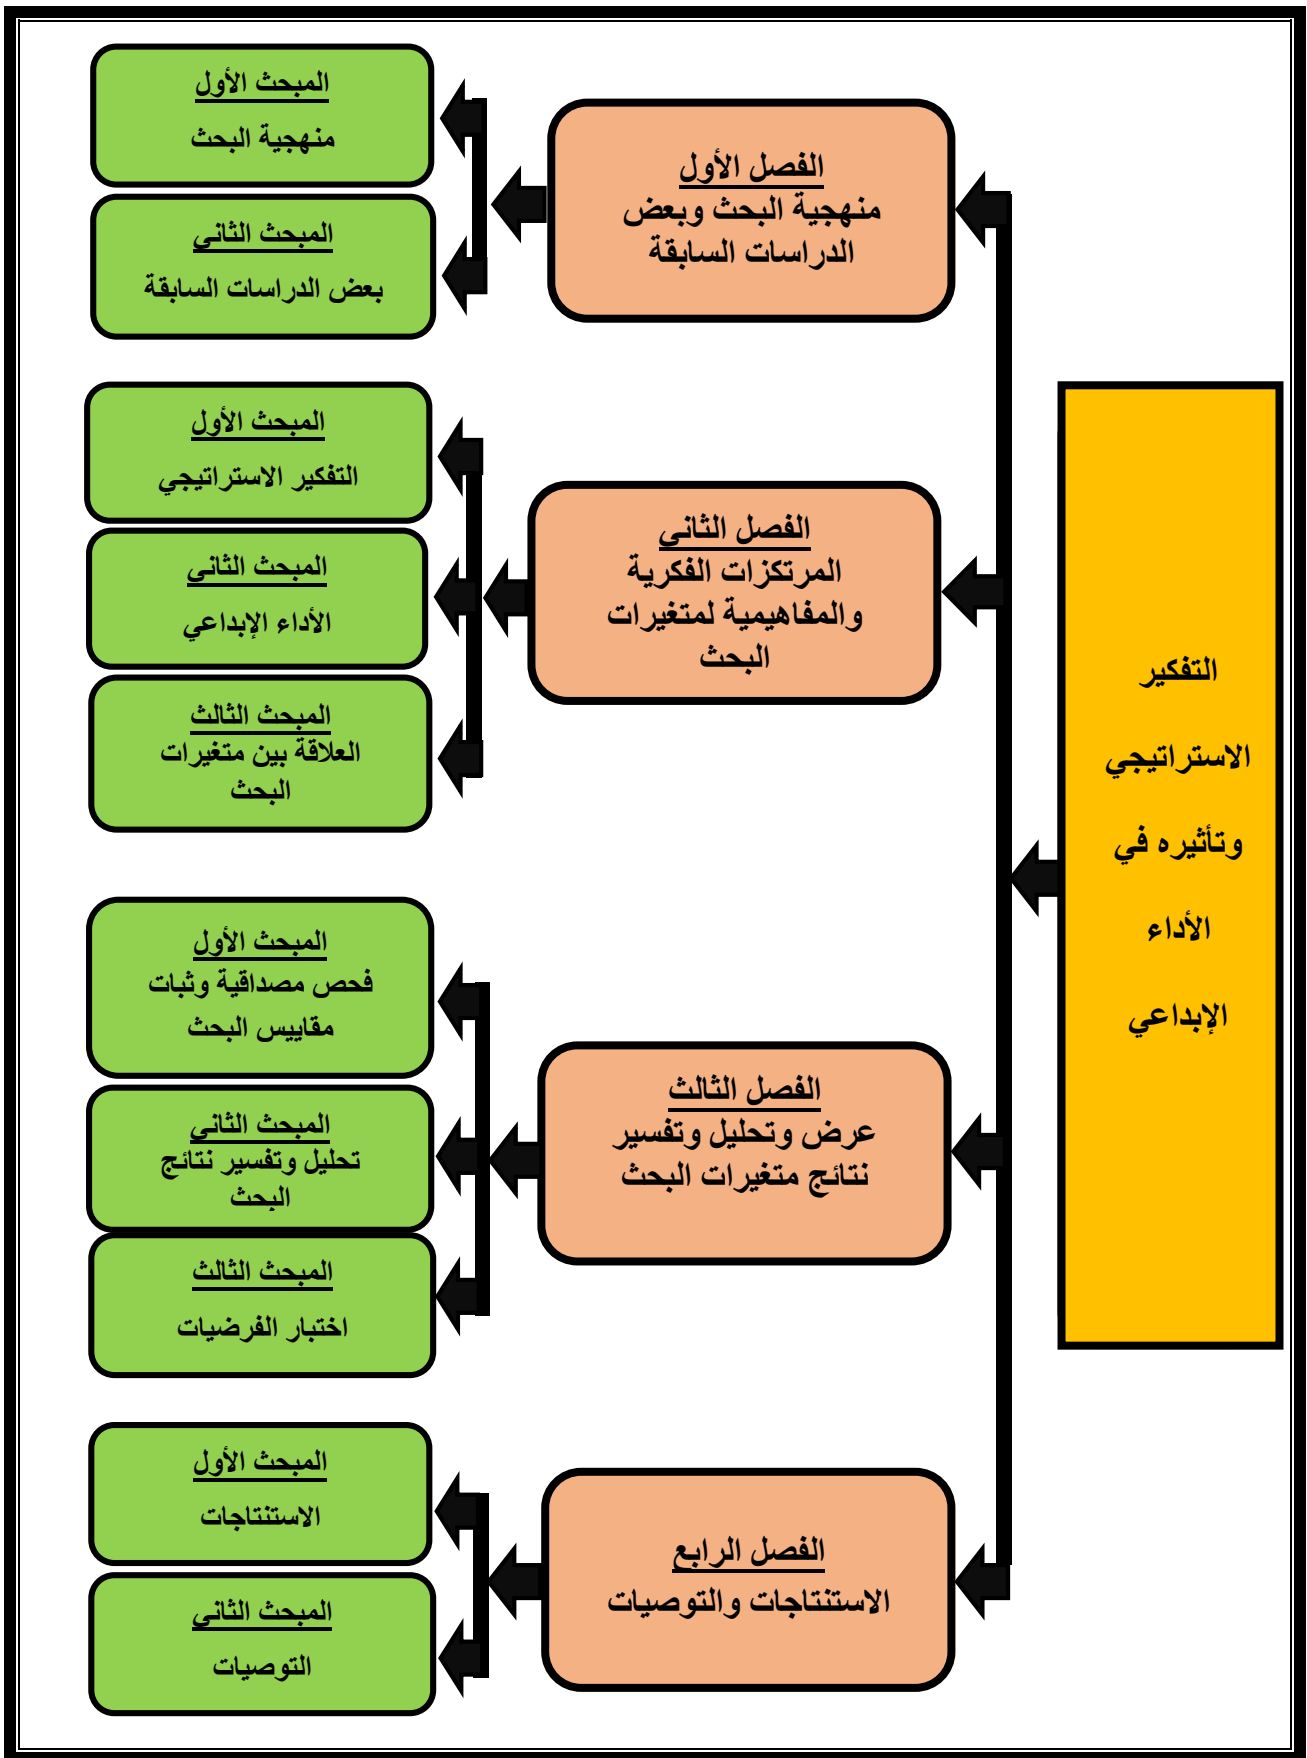 التفكير
الاستراتيجي
وتأثيره في
الأداء
الإبداعي
الفصل الأول
منهجية البحث وبعض
الدراسات السابقة
المبحث الأول
منهجية البحث
المبحث الثاني
بعض الدراسات السابقة
الفصل الثاني
المرتكزات الفكرية
والمفاهيمية لمتغيرات
البحث
المبحث الأول
التفكير الاستراتيجي
المبحث الثاني
الأداء الإبداعي
المبحث الثالث
العلاقة بين متغيرات
البحث
الفصل الثالث
عرض وتحليل وتفسير
نتائج متغيرات البحث
المبحث الأول
فحص مصداقية وثبات
مقاييس البحث
المبحث الثاني
تحليل وتفسير نتائج
البحث
المبحث الثالث
اختبار الفرضيات
الفصل الرابع
الاستنتاجات والتوصيات
المبحث الأول
الاستنتاجات
المبحث الثاني
التوصيات